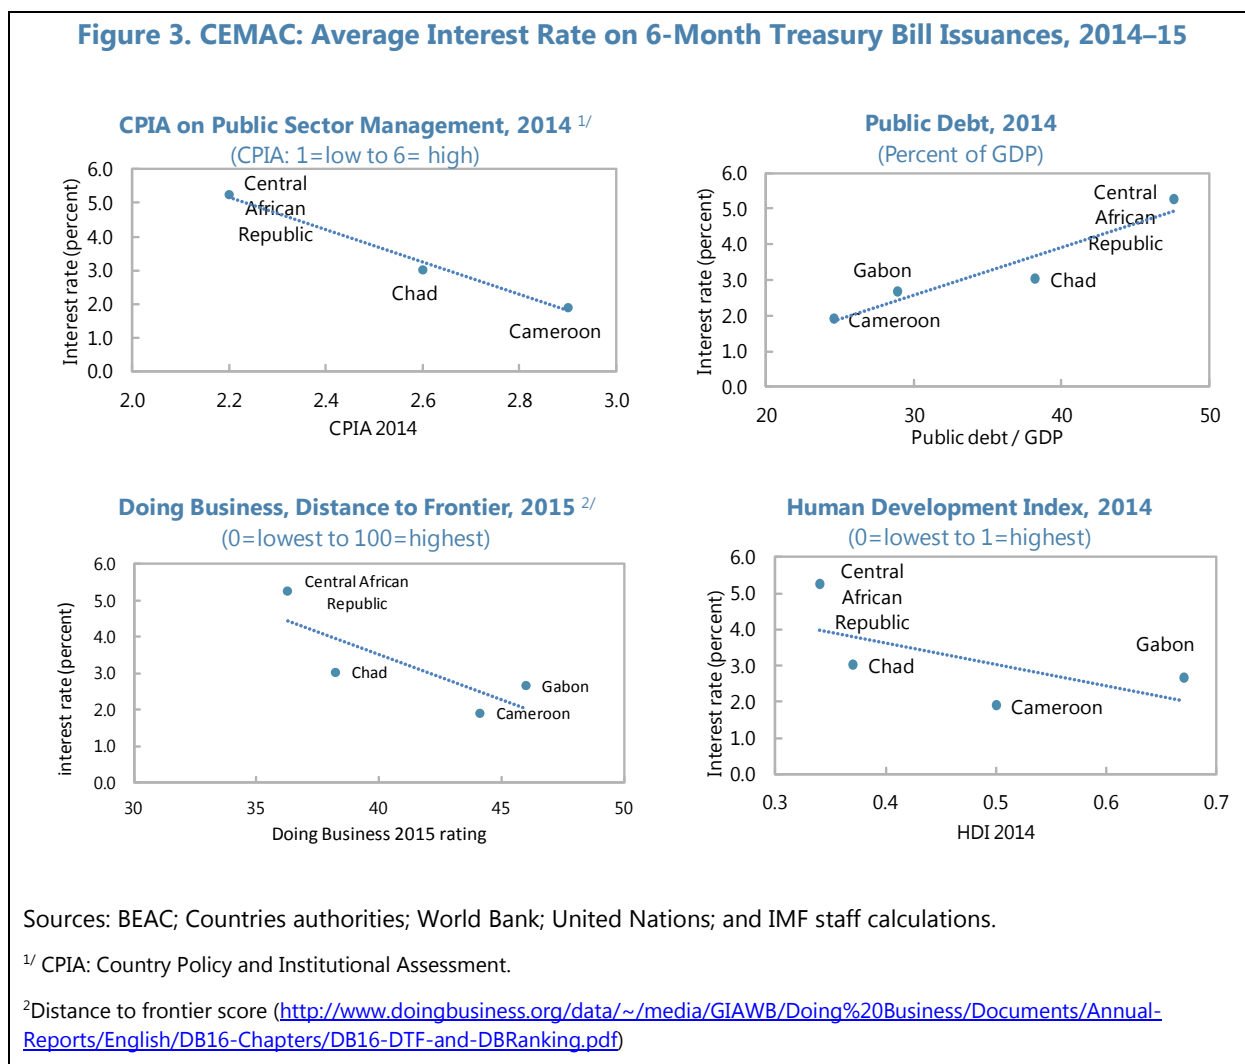 Figure 3. CEMAC: Average Interest Rate on 6-Month Treasury Bill Issuances, 2014–15
CPIA on Public Sector Management, 2014 1/
(CPIA: 1=low to 6= high)
Interest rate (percent)
6.0
5.0
4.0
3.0
2.0
1.0
0.0
Central
African
Republic
Chad
Cameroon
2.0
2.2
2.4
2.6
2.8
3.0
CPIA 2014
Public Debt, 2014
(Percent of GDP)
Interest rate (percent)
6.0
5.0
4.0
3.0
2.0
1.0
0.0
Central
African
Republic
Gabon
Chad
Cameroon
20
30
40
50
Public debt / GDP
Doing Business, Distance to Frontier, 2015 2/
(0=lowest to 100=highest)
interest rate (percent)
6.0
5.0
4.0
3.0
2.0
1.0
0.0
Central African
Republic
Chad
Gabon
Cameroon
30
35
40
45
50
Doing Business 2015 rating
Human Development Index, 2014
(0=lowest to 1=highest)
Interest rate (percent)
6.0
5.0
4.0
3.0
2.0
1.0
0.0
Central
African
Republic
Chad
Gabon
Cameroon
0.3
0.4
0.5
0.6
0.7
HDI 2014
Sources: BEAC; Countries authorities; World Bank; United Nations; and IMF staff calculations.
1/ CPIA: Country Policy and Institutional Assessment.
2Distance to frontier score (http://www.doingbusiness.org/data/~/media/GIAWB/Doing%20Business/Documents/Annual-
Reports/English/DB16-Chapters/DB16-DTF-and-DBRanking.pdf)